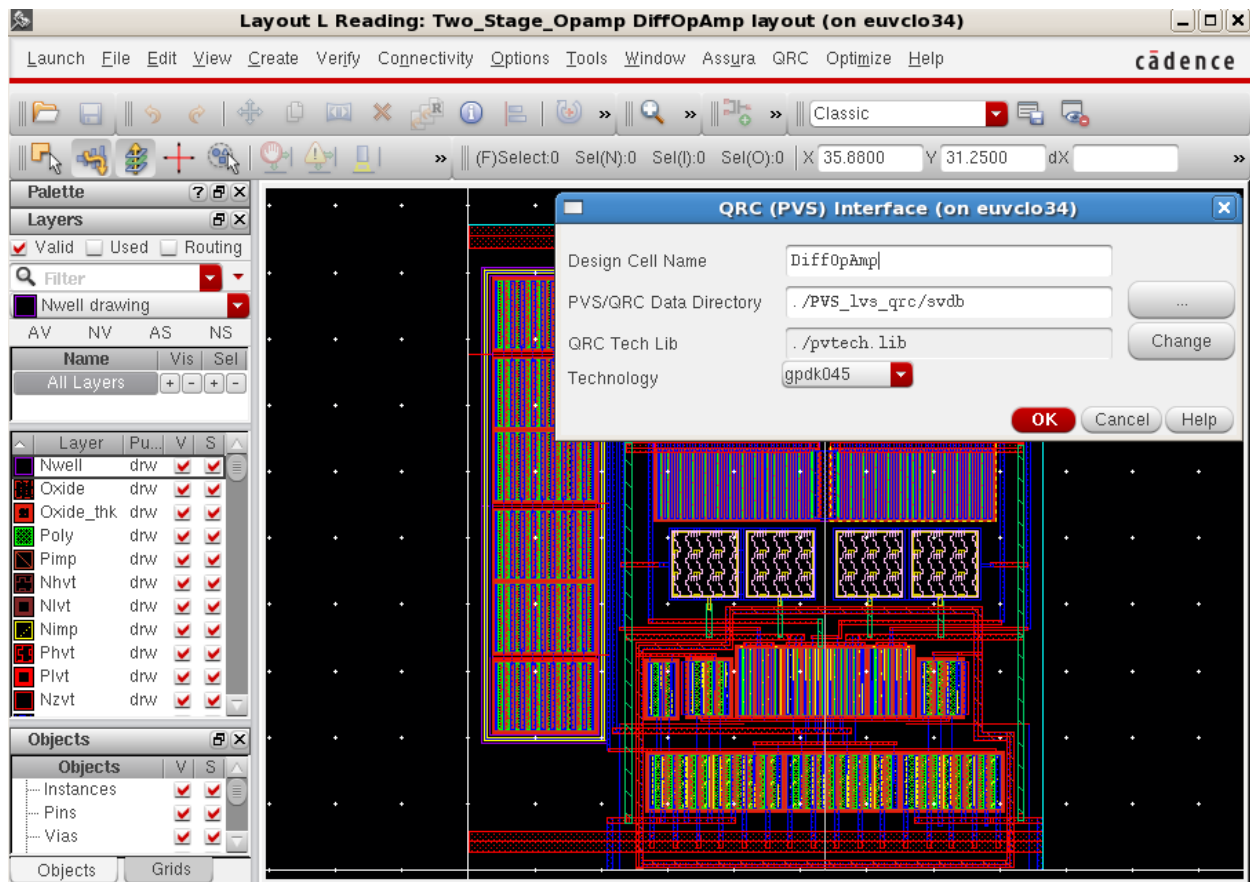 Layout L Reading: Two_Stage_Opamp DiffOpAmp layout (on euvclo34)
Launch File Edit View Create Verify Connectivity Options Tools Window Assura QRC Optimize Help cādence
» » » Classic
» (F)Select:0 Sel(N):0 Sel(I):0 Sel(O):0 X 35.8800 Y 31.2500 dX »
Palette
Layers
Valid Used Routing
Filter
Nwell drawing
AV NV AS NS
Name Vis Sel
All Layers + - + -
Layer Pu... V S
Nwell drw
Oxide drw
Oxide_thk drw
Poly drw
Pimp drw
Nhvt drw
Nlvt drw
Nimp drw
Phvt drw
Plvt drw
Nzvt drw
Objects
Objects V S
Instances
Pins
Vias
Objects Grids
QRC (PVS) Interface (on euvclo34)
Design Cell Name DiffOpAmp
PVS/QRC Data Directory ./PVS_lvs_qrc/svdb ...
QRC Tech Lib ./pvtech.lib Change
Technology gpdk045
OK Cancel Help